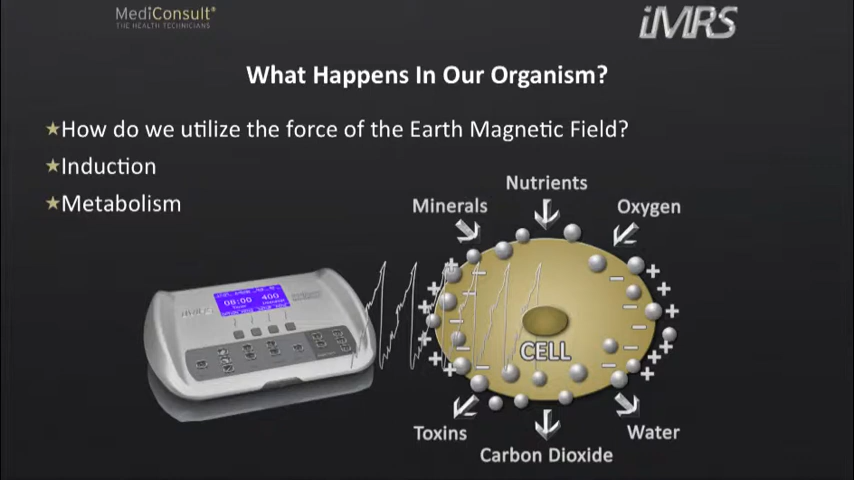 MediConsult®
THE HEALTH TECHNICIANS
iMRS
What Happens In Our Organism?
How do we utilize the force of the Earth Magnetic Field?
Induction
Metabolism
Nutrients
Minerals
Oxygen
08:00 400
iMRS
CELL
Toxins
Water
Carbon Dioxide